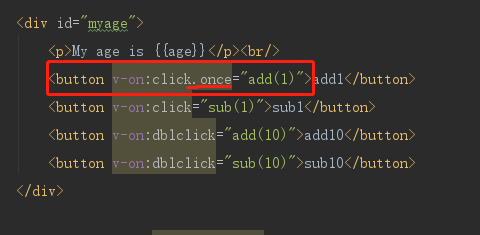 <div id="myage">
<p>My age is {{age}}</p><br/>
<button v-on:click.once="add(1)">add1</button>
<button v-on:click="sub(1)">sub1</button>
<button v-on:dblclick="add(10)">add10</button>
<button v-on:dblclick="sub(10)">sub10</button>
</div>